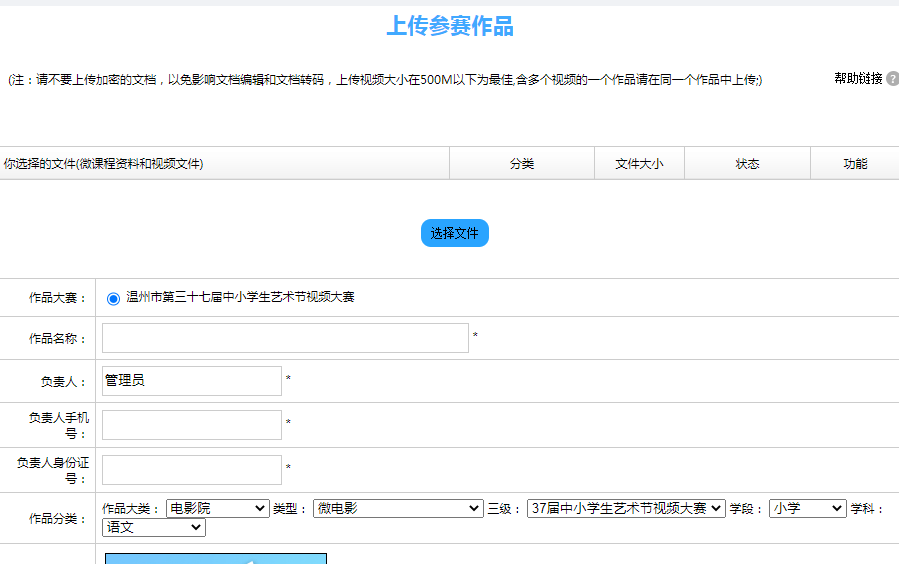 上传参赛作品
(注：请不要上传加密的文档，以免影响文档编辑和文档转码，上传视频大小在500M以下为最佳,含多个视频的一个作品请在同一个作品中上传;)
帮助链接 ?
你选择的文件(微课程资料和视频文件) 分类 文件大小 状态 功能
选择文件
作品大赛： 温州市第三十七届中小学生艺术节视频大赛
作品名称： *
负责人： 管理员 *
负责人手机
号： *
负责人身份证
号： *
作品分类： 作品大类： 电影院 类型： 微电影 三级： 37届中小学生艺术节视频大赛 学段： 小学 学科：
语文